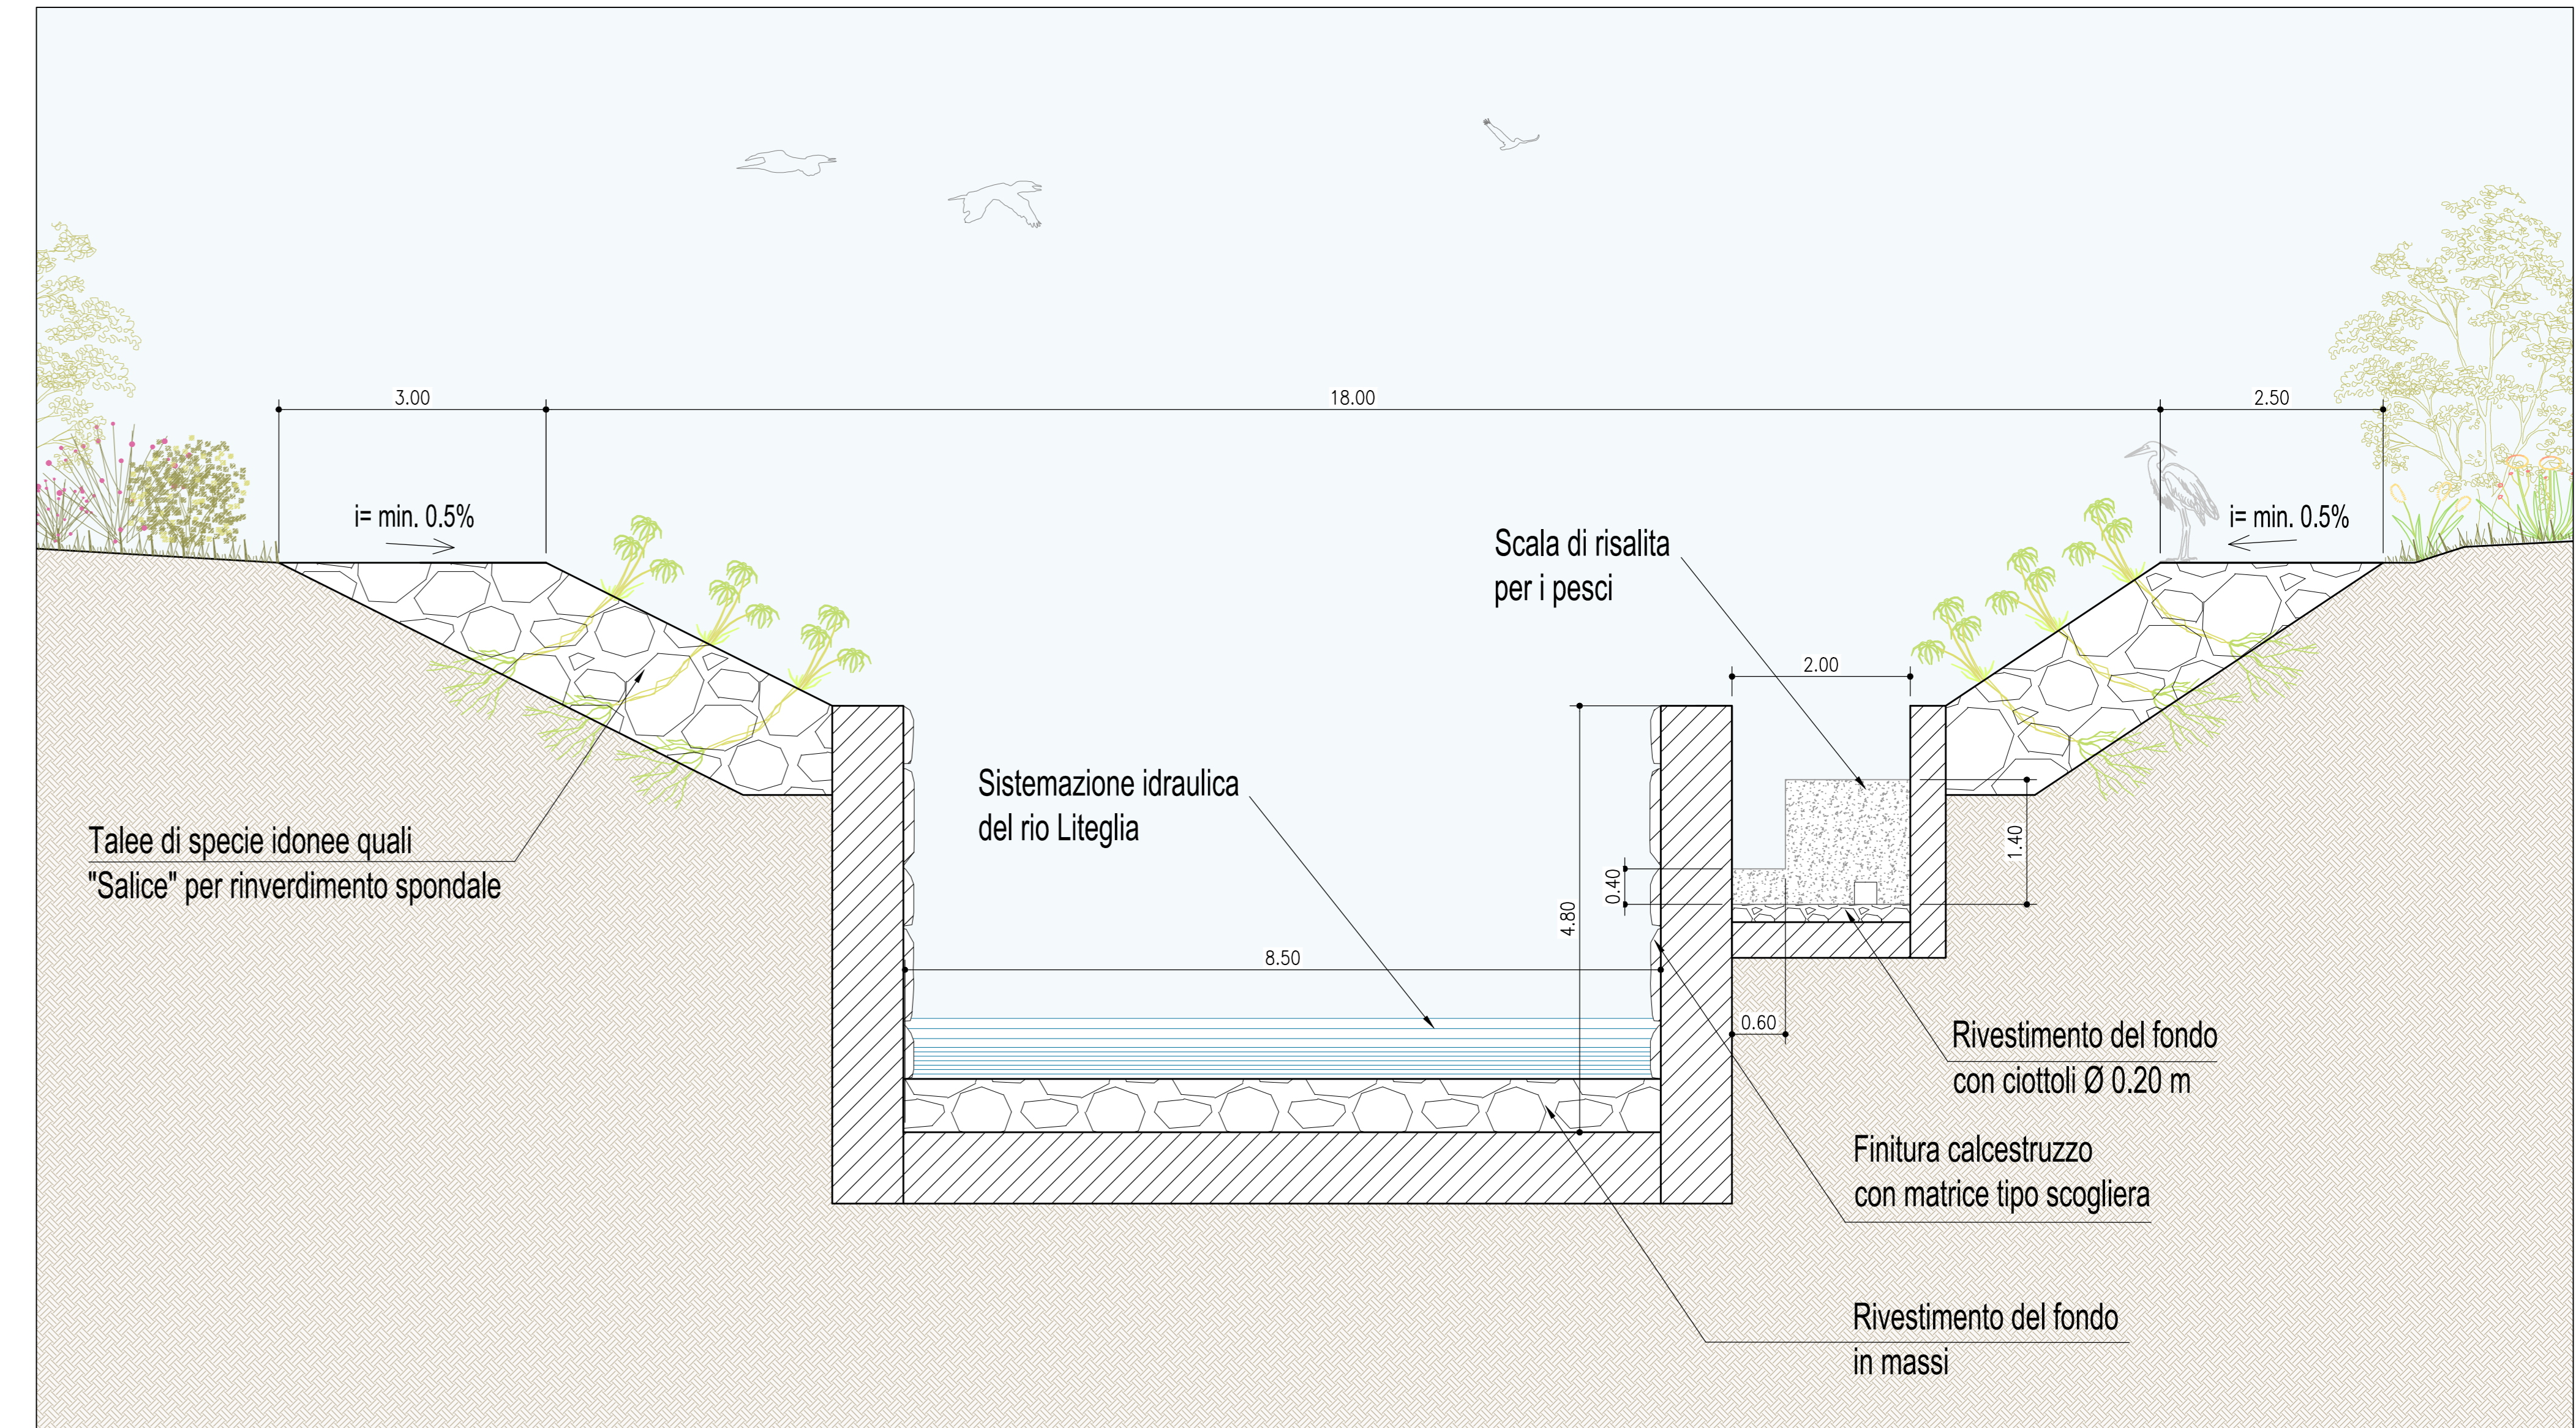 3.00
18.00
2.50
i= min. 0.5%
i= min. 0.5%
Scala di risalita
per i pesci
2.00
Sistemazione idraulica
del rio Liteglia
Talee di specie idonee quali
"Salice" per rinverdimento spondale
1.40
0.40
4.80
8.50
0.60
Rivestimento del fondo
con ciottoli Ø 0.20 m
Finitura calcestruzzo
con matrice tipo scogliera
Rivestimento del fondo
in massi